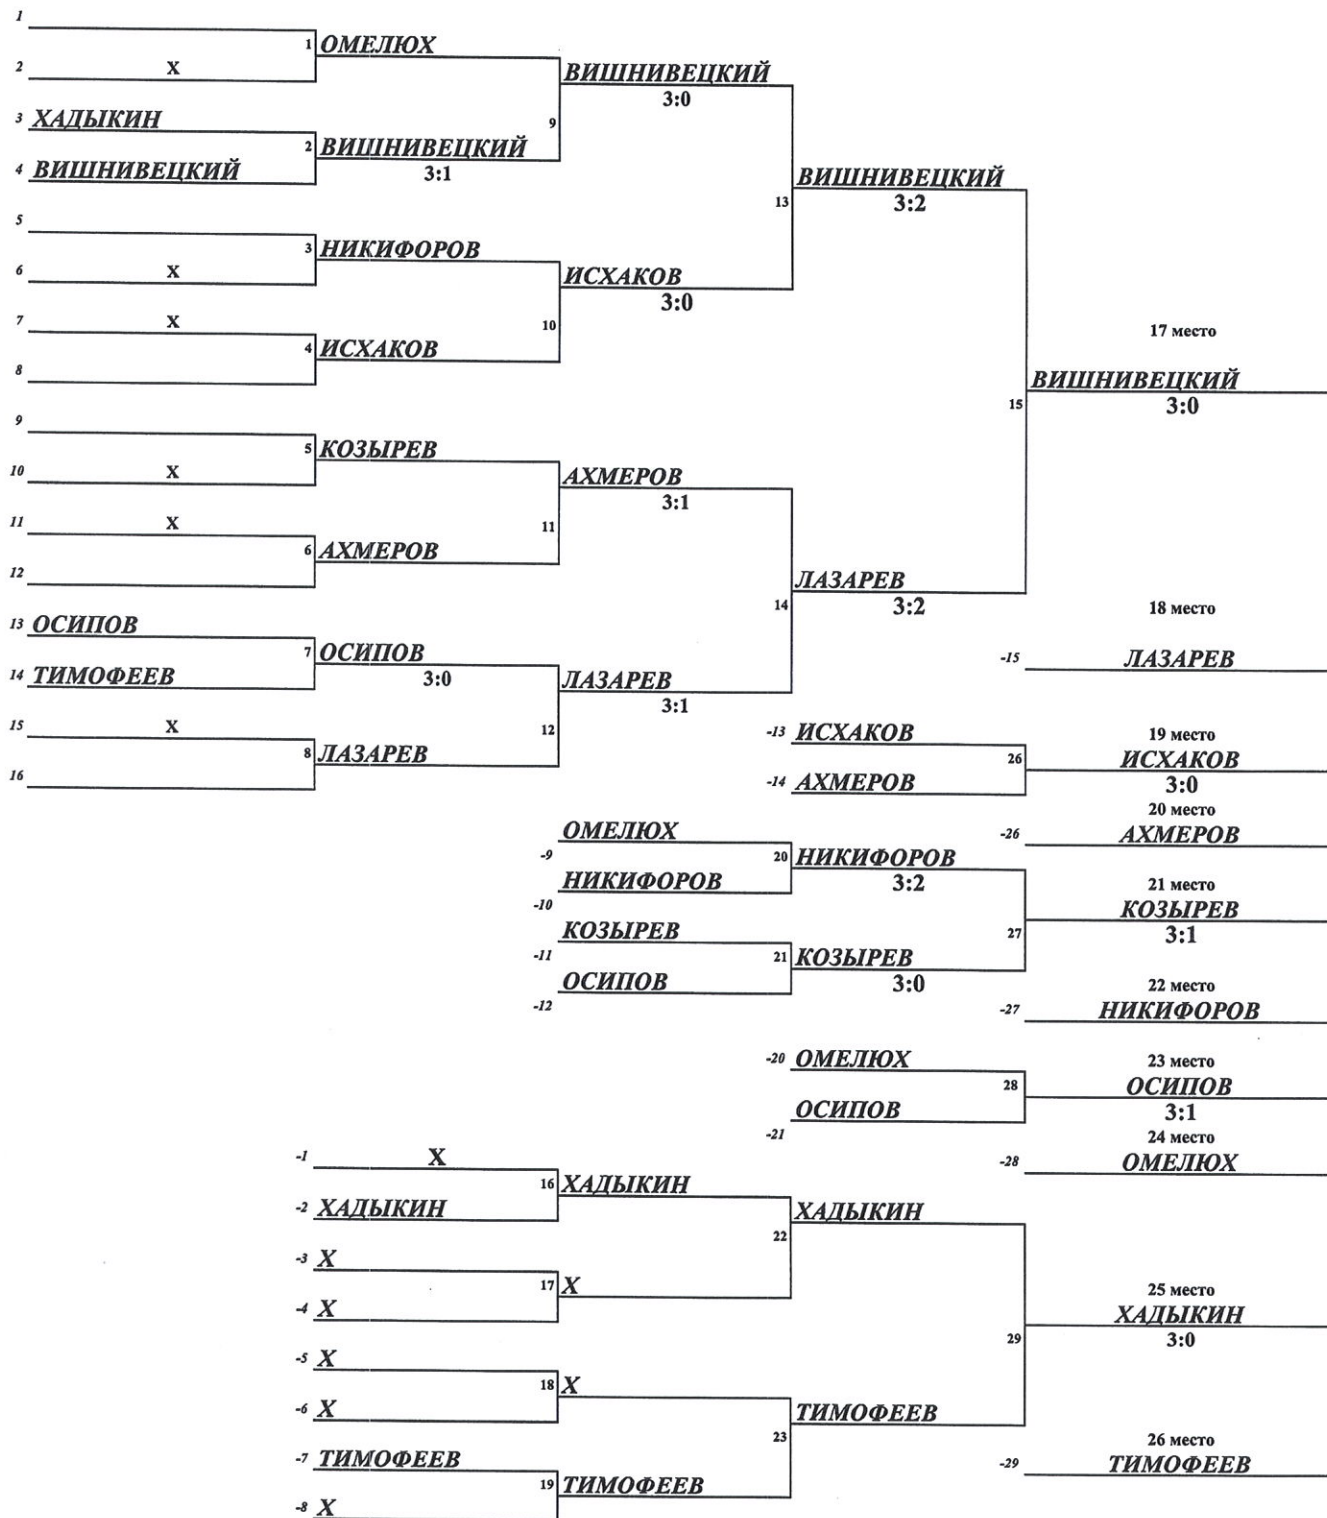 1
1 ОМЕЛЮХ
2 X
ВИШНИВЕЦКИЙ
3:0
3 ХАДЫКИН
9
2 ВИШНИВЕЦКИЙ
3:1
4 ВИШНИВЕЦКИЙ
ВИШНИВЕЦКИЙ
3:2
13
5
3 НИКИФОРОВ
6 X
ИСХАКОВ
3:0
7 X
10
4 ИСХАКОВ
8
17 место
ВИШНИВЕЦКИЙ
3:0
15
9
5 КОЗЫРЕВ
10 X
АХМЕРОВ
3:1
11 X
11
6 АХМЕРОВ
12
ЛАЗАРЕВ
3:2
14
18 место
13 ОСИПОВ
7 ОСИПОВ
3:0
14 ТИМОФЕЕВ
-15 ЛАЗАРЕВ
ЛАЗАРЕВ
3:1
15 X
12
8 ЛАЗАРЕВ
16
-13 ИСХАКОВ
19 место
26 ИСХАКОВ
3:0
-14 АХМЕРОВ
20 место
-26 АХМЕРОВ
ОМЕЛЮХ
-9
20 НИКИФОРОВ
3:2
НИКИФОРОВ
-10
21 место
КОЗЫРЕВ
3:1
27
КОЗЫРЕВ
-11
21 КОЗЫРЕВ
3:0
ОСИПОВ
-12
22 место
-27 НИКИФОРОВ
-20 ОМЕЛЮХ
23 место
28 ОСИПОВ
3:1
ОСИПОВ
-21
24 место
-28 ОМЕЛЮХ
-1 X
16 ХАДЫКИН
-2 ХАДЫКИН
ХАДЫКИН
22
-3 X
17 X
-4 X
25 место
ХАДЫКИН
3:0
29
-5 X
18 X
-6 X
ТИМОФЕЕВ
23
26 место
-29 ТИМОФЕЕВ
-7 ТИМОФЕЕВ
19 ТИМОФЕЕВ
-8 X